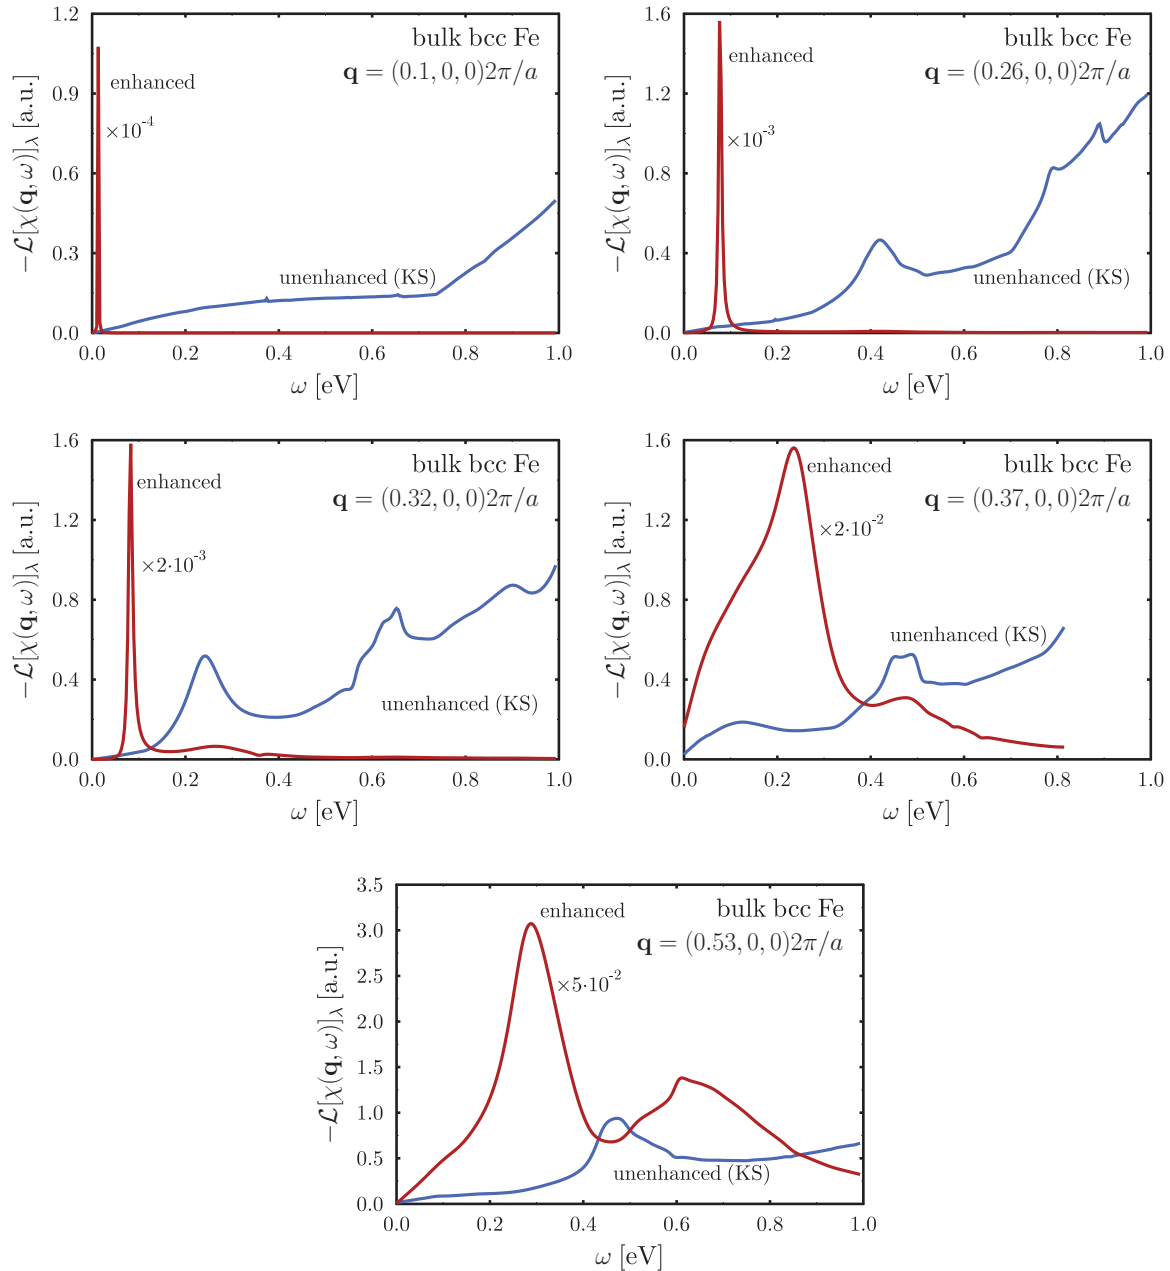 1.2
0.9
0.6
0.3
0.0
0.0 0.2 0.4 0.6 0.8 1.0
−ℒ[χ(q, ω)]λ [a.u.]
ω [eV]
bulk bcc Fe
q = (0.1, 0, 0)2π/a
enhanced
×10⁻⁴
unenhanced (KS)
1.6
1.2
0.8
0.4
0.0
0.0 0.2 0.4 0.6 0.8 1.0
−ℒ[χ(q, ω)]λ [a.u.]
ω [eV]
bulk bcc Fe
q = (0.26, 0, 0)2π/a
enhanced
×10⁻³
unenhanced (KS)
1.6
1.2
0.8
0.4
0.0
0.0 0.2 0.4 0.6 0.8 1.0
−ℒ[χ(q, ω)]λ [a.u.]
ω [eV]
bulk bcc Fe
q = (0.32, 0, 0)2π/a
enhanced
×2·10⁻³
unenhanced (KS)
1.6
1.2
0.8
0.4
0.0
0.0 0.2 0.4 0.6 0.8 1.0
−ℒ[χ(q, ω)]λ [a.u.]
ω [eV]
bulk bcc Fe
q = (0.37, 0, 0)2π/a
enhanced
×2·10⁻²
unenhanced (KS)
3.5
3.0
2.5
2.0
1.5
1.0
0.5
0.0
0.0 0.2 0.4 0.6 0.8 1.0
−ℒ[χ(q, ω)]λ [a.u.]
ω [eV]
bulk bcc Fe
q = (0.53, 0, 0)2π/a
enhanced
×5·10⁻²
unenhanced (KS)